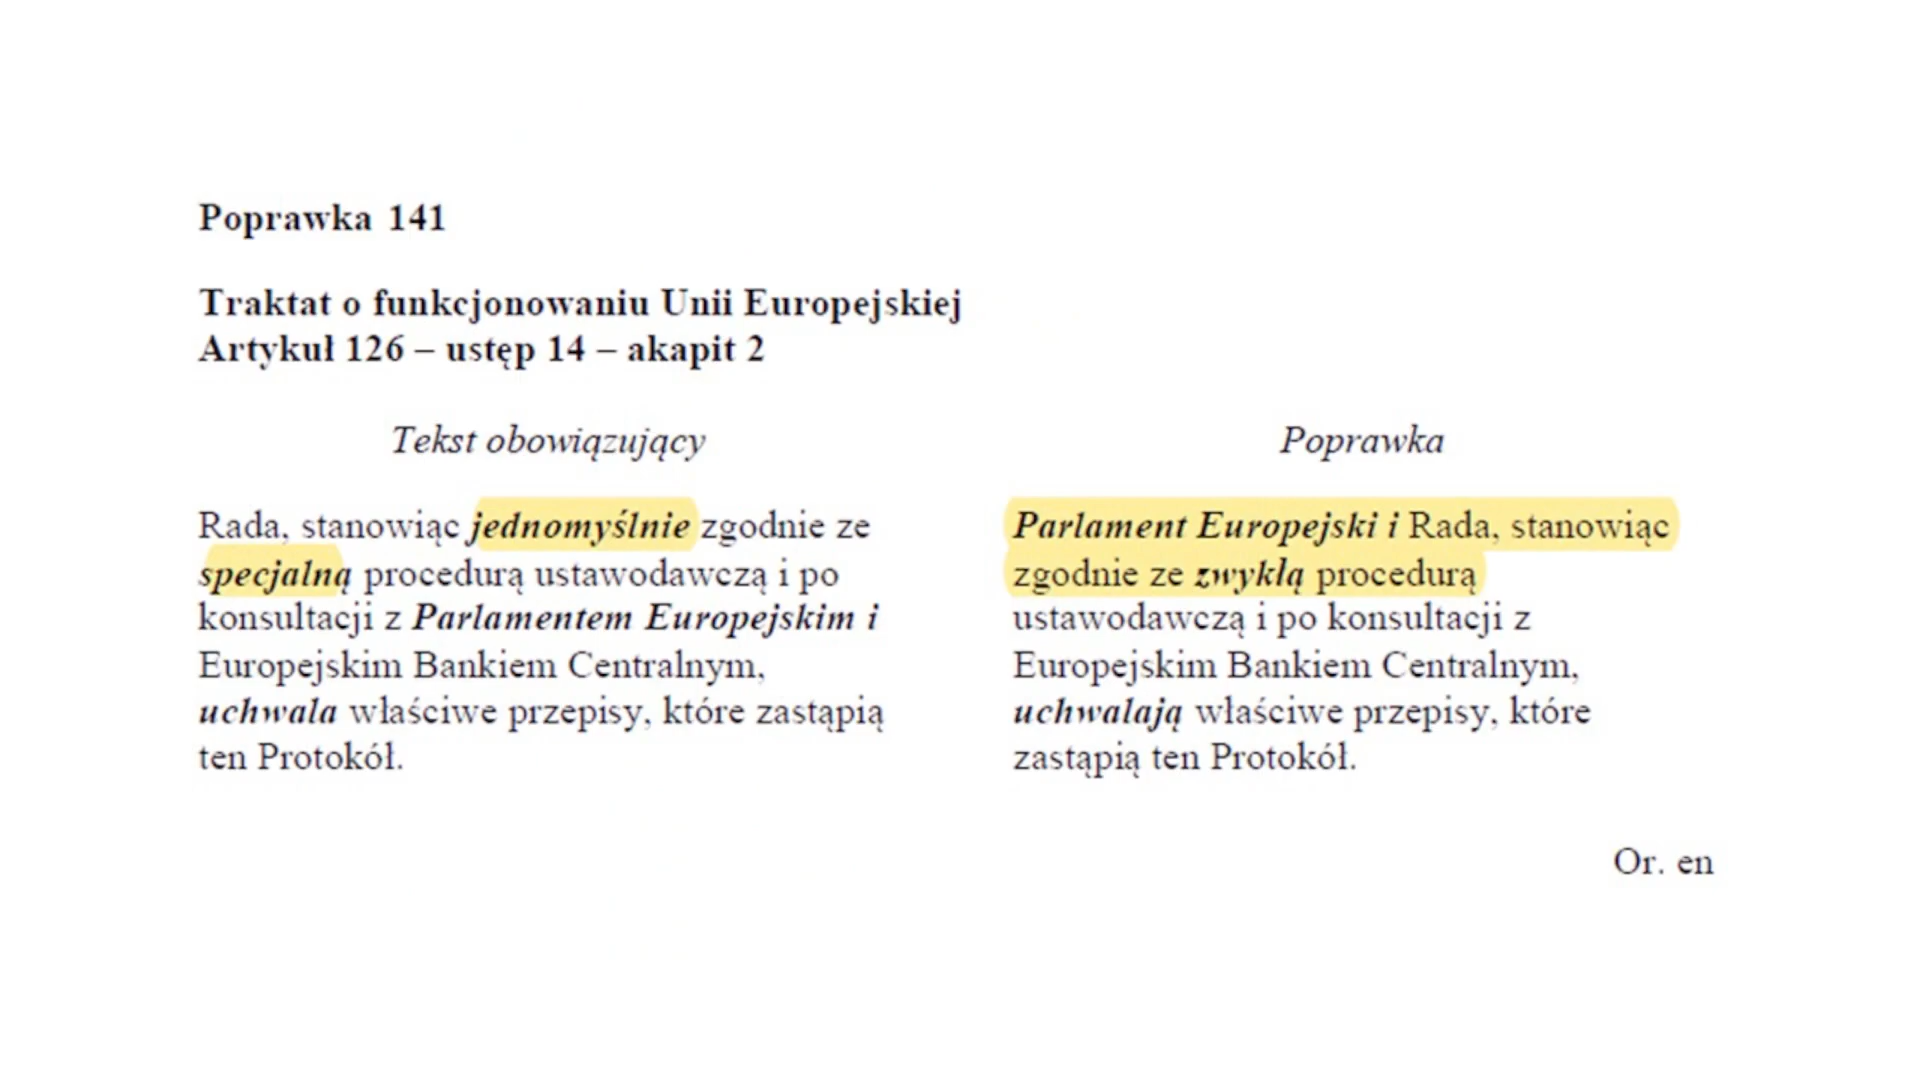 Poprawka 141
Traktat o funkcjonowaniu Unii Europejskiej
Artykuł 126 – ustęp 14 – akapit 2
Tekst obowiązujący
Rada, stanowiąc jednomyślnie zgodnie ze
specjalną procedurą ustawodawczą i po
konsultacji z Parlamentem Europejskim i
Europejskim Bankiem Centralnym,
uchwala właściwe przepisy, które zastąpią
ten Protokół.
Poprawka
Parlament Europejski i Rada, stanowiąc
zgodnie ze zwykłą procedurą
ustawodawczą i po konsultacji z
Europejskim Bankiem Centralnym,
uchwalają właściwe przepisy, które
zastąpią ten Protokół.
Or. en